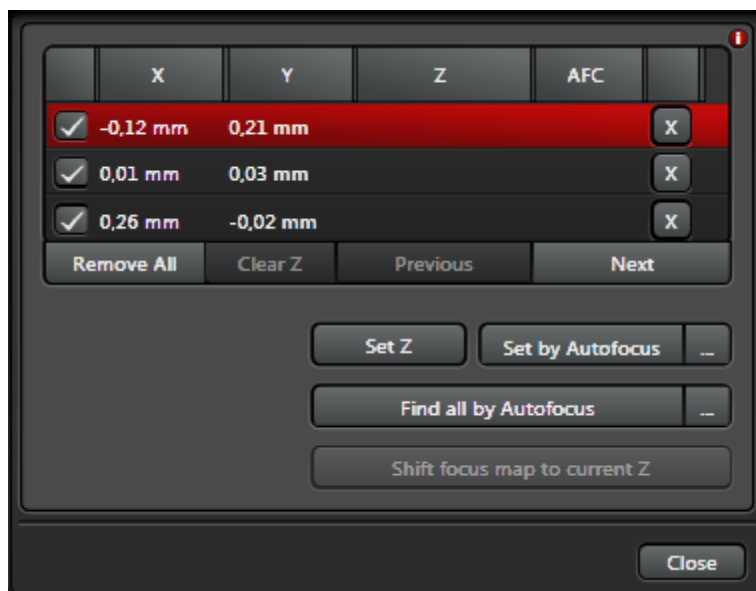 X Y Z AFC
-0,12 mm 0,21 mm X
0,01 mm 0,03 mm X
0,26 mm -0,02 mm X
Remove All Clear Z Previous Next
Set Z Set by Autofocus ...
Find all by Autofocus ...
Shift focus map to current Z
Close